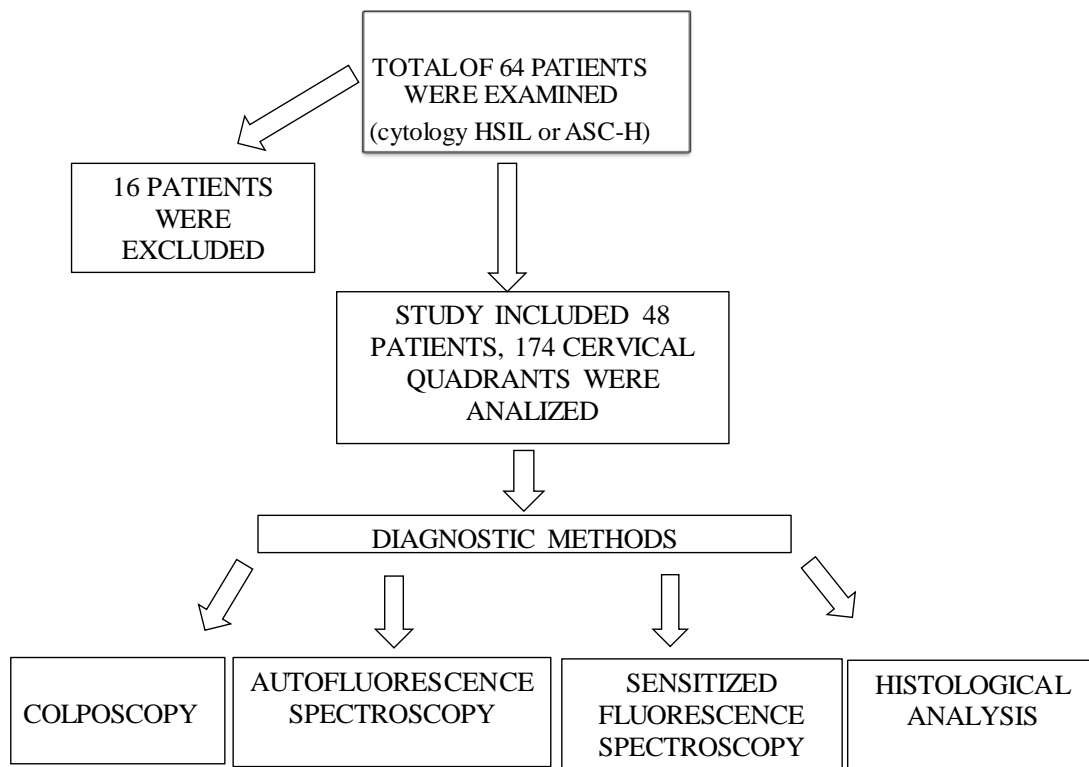 TOTAL OF 64 PATIENTS
WERE EXAMINED
(cytology HSIL or ASC-H)
16 PATIENTS
WERE
EXCLUDED
STUDY INCLUDED 48
PATIENTS, 174 CERVICAL
QUADRANTS WERE
ANALIZED
DIAGNOSTIC METHODS
COLPOSCOPY
AUTOFLUORESCENCE
SPECTROSCOPY
SENSITIZED
FLUORESCENCE
SPECTROSCOPY
HISTOLOGICAL
ANALYSIS